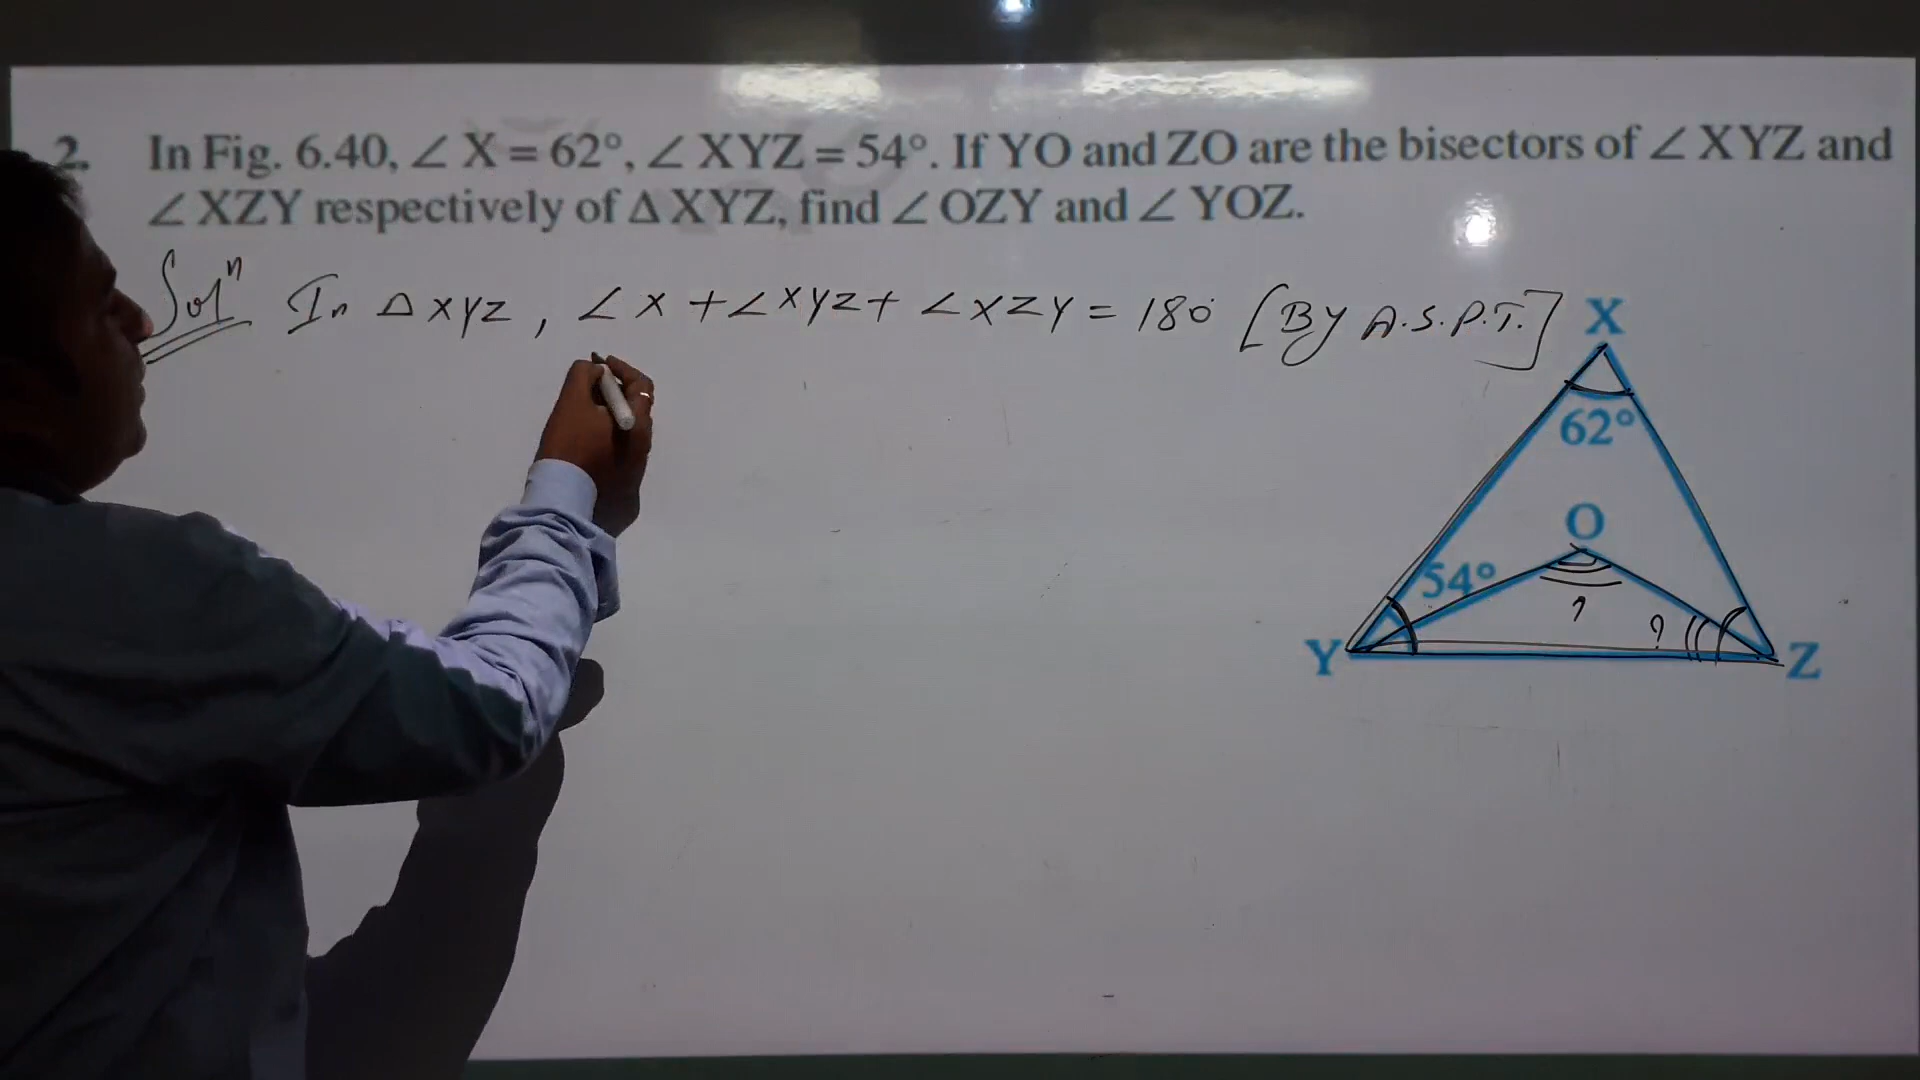 2. In Fig. 6.40, ∠X = 62°, ∠XYZ = 54°. If YO and ZO are the bisectors of ∠XYZ and
∠XZY respectively of ΔXYZ, find ∠OZY and ∠YOZ.
Solⁿ In ΔXYZ, ∠X + ∠XYZ + ∠XZY = 180° [By A.S.P.T.]
X
62°
O
54°
?
?
Y
Z